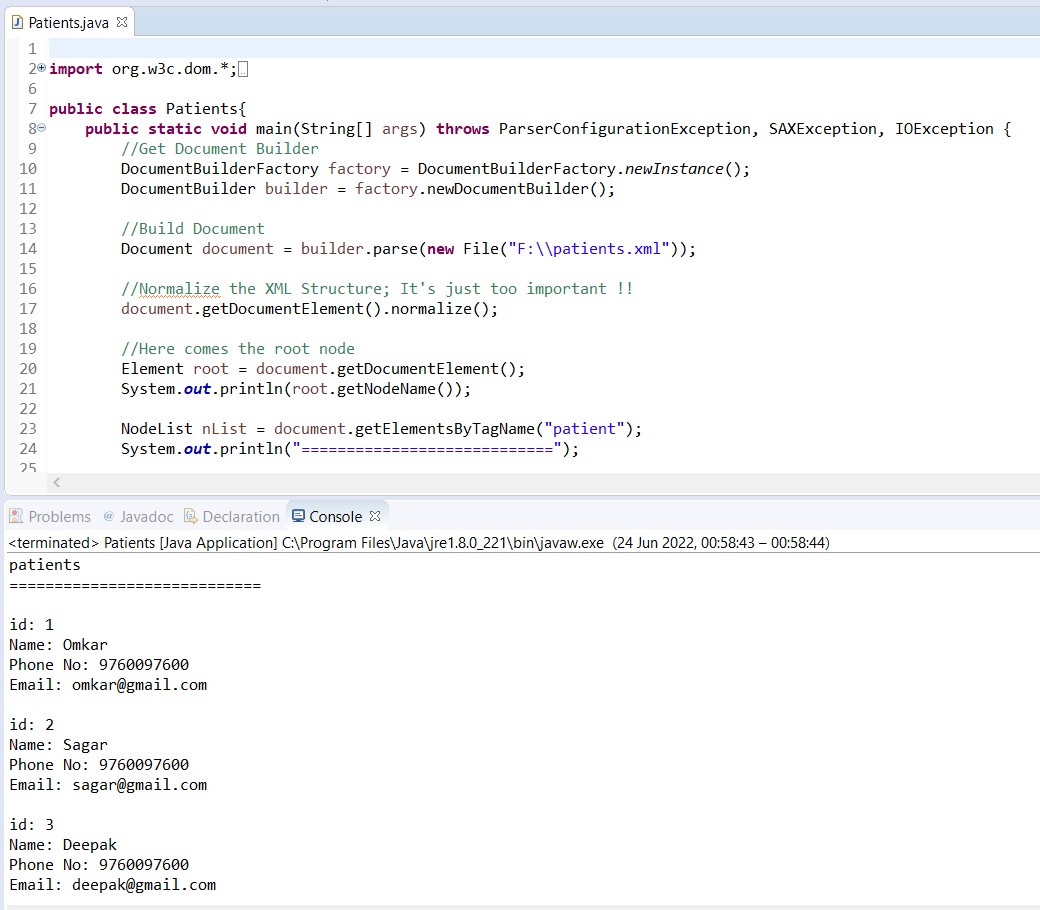 Patients.java
1
2 import org.w3c.dom.*;
6
7 public class Patients{
8     public static void main(String[] args) throws ParserConfigurationException, SAXException, IOException {
9         //Get Document Builder
10         DocumentBuilderFactory factory = DocumentBuilderFactory.newInstance();
11         DocumentBuilder builder = factory.newDocumentBuilder();
12
13         //Build Document
14         Document document = builder.parse(new File("F:\\patients.xml"));
15
16         //Normalize the XML Structure; It's just too important !!
17         document.getDocumentElement().normalize();
18
19         //Here comes the root node
20         Element root = document.getDocumentElement();
21         System.out.println(root.getNodeName());
22
23         NodeList nList = document.getElementsByTagName("patient");
24         System.out.println("============================");
25
Problems @ Javadoc Declaration Console
<terminated> Patients [Java Application] C:\Program Files\Java\jre1.8.0_221\bin\javaw.exe (24 Jun 2022, 00:58:43 – 00:58:44)
patients
============================
id: 1
Name: Omkar
Phone No: 9760097600
Email: omkar@gmail.com
id: 2
Name: Sagar
Phone No: 9760097600
Email: sagar@gmail.com
id: 3
Name: Deepak
Phone No: 9760097600
Email: deepak@gmail.com